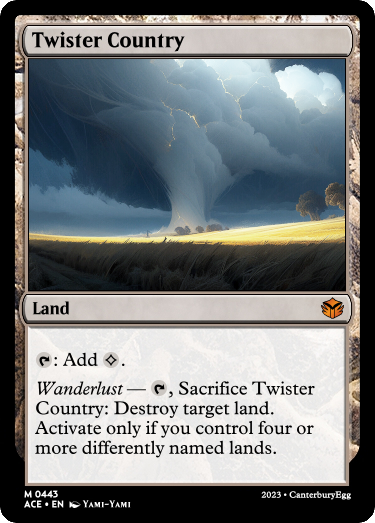 Twister Country
Land
: Add .
Wanderlust — , Sacrifice Twister
Country: Destroy target land.
Activate only if you control four or
more differently named lands.
M 0443
ACE • EN Yami-Yami
2023 • CanterburyEgg